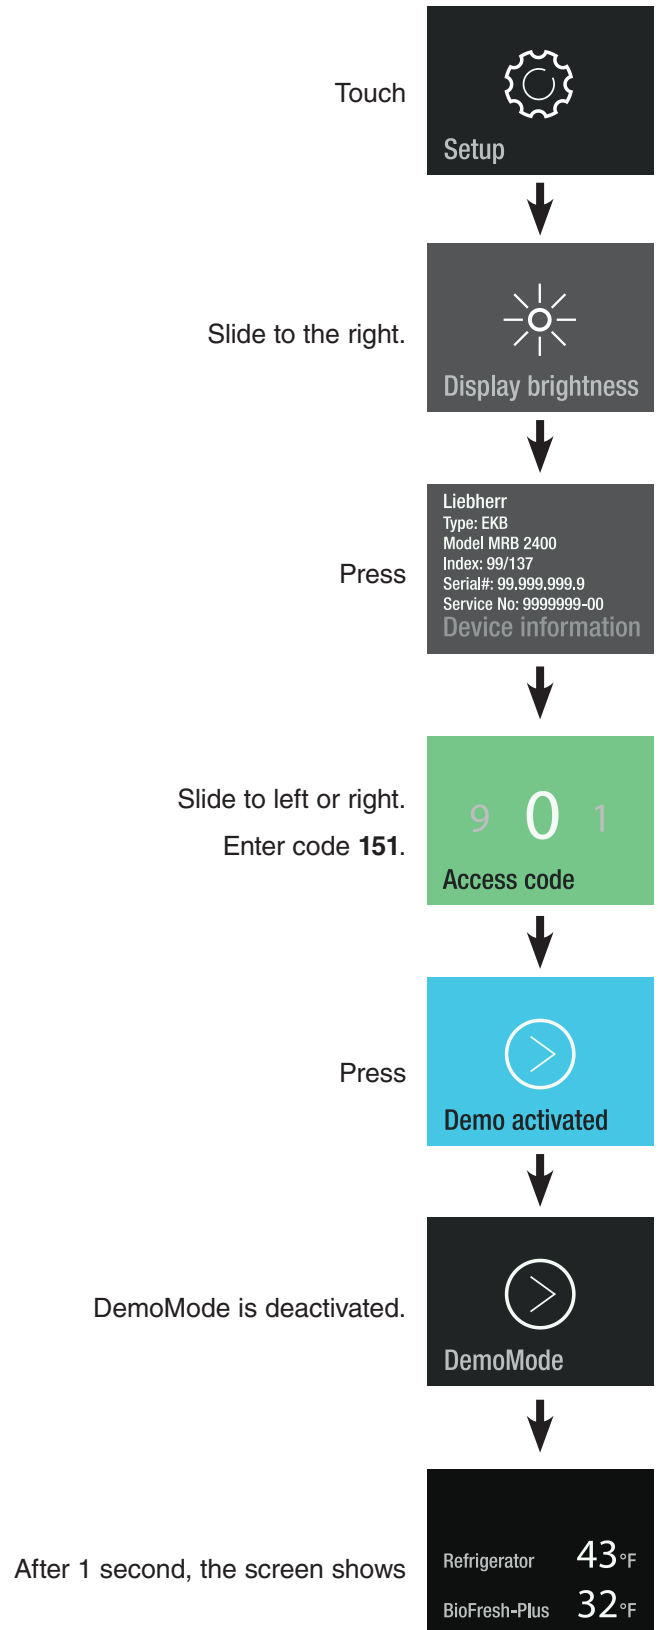 Touch
Setup
Slide to the right.
Display brightness
Press
Liebherr
Type: EKB
Model MRB 2400
Index: 99/137
Serial#: 99.999.999.9
Service No: 9999999-00
Device information
Slide to left or right.
Enter code 151.
9 0 1
Access code
Press
Demo activated
DemoMode is deactivated.
DemoMode
After 1 second, the screen shows
Refrigerator 43°F
BioFresh-Plus 32°F